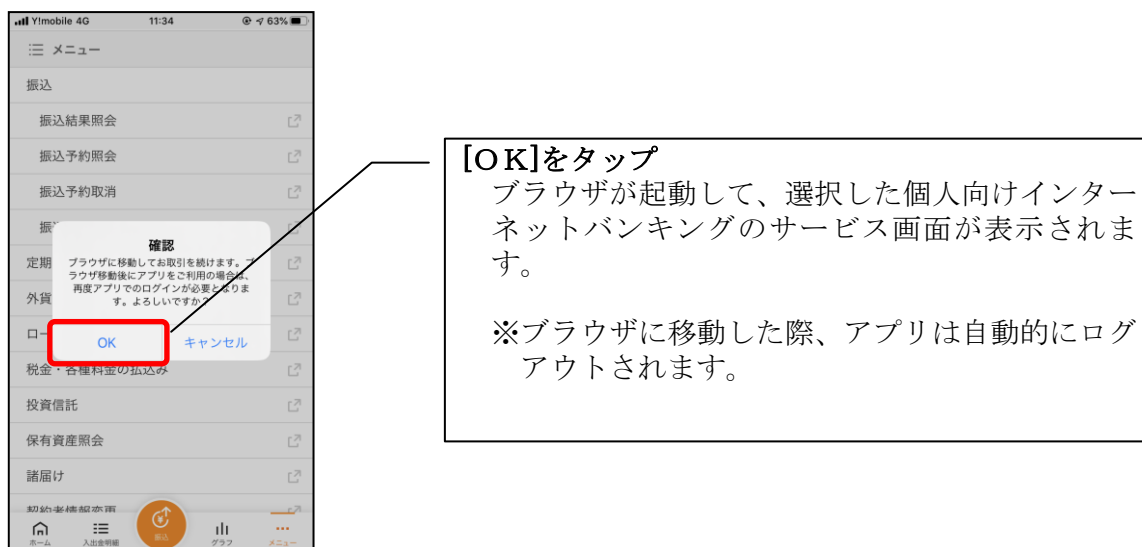 Y!mobile 4G 11:34 63%
メニュー
振込
振込結果照会
振込予約照会
振込予約取消
振
確認
定期
ブラウザに移動してお取引を続けます。ブ
ラウザ移動後にアプリをご利用の場合は、
再度アプリでのログインが必要となりま
す。よろしいですか?
外貨
ロー
OK キャンセル
税金・各種料金の払込み
投資信託
保有資産照会
諸届け
契約者情報変更
ホーム 入出金明細 振込 グラフ メニュー
[OK]をタップ
ブラウザが起動して、選択した個人向けインター
ネットバンキングのサービス画面が表示されま
す。
※ブラウザに移動した際、アプリは自動的にログ
アウトされます。